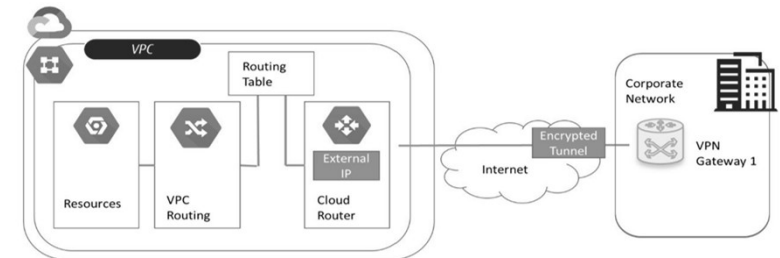 VPC
Routing
Table
Resources
VPC
Routing
External
IP
Cloud
Router
Internet
Encrypted
Tunnel
Corporate
Network
VPN
Gateway 1